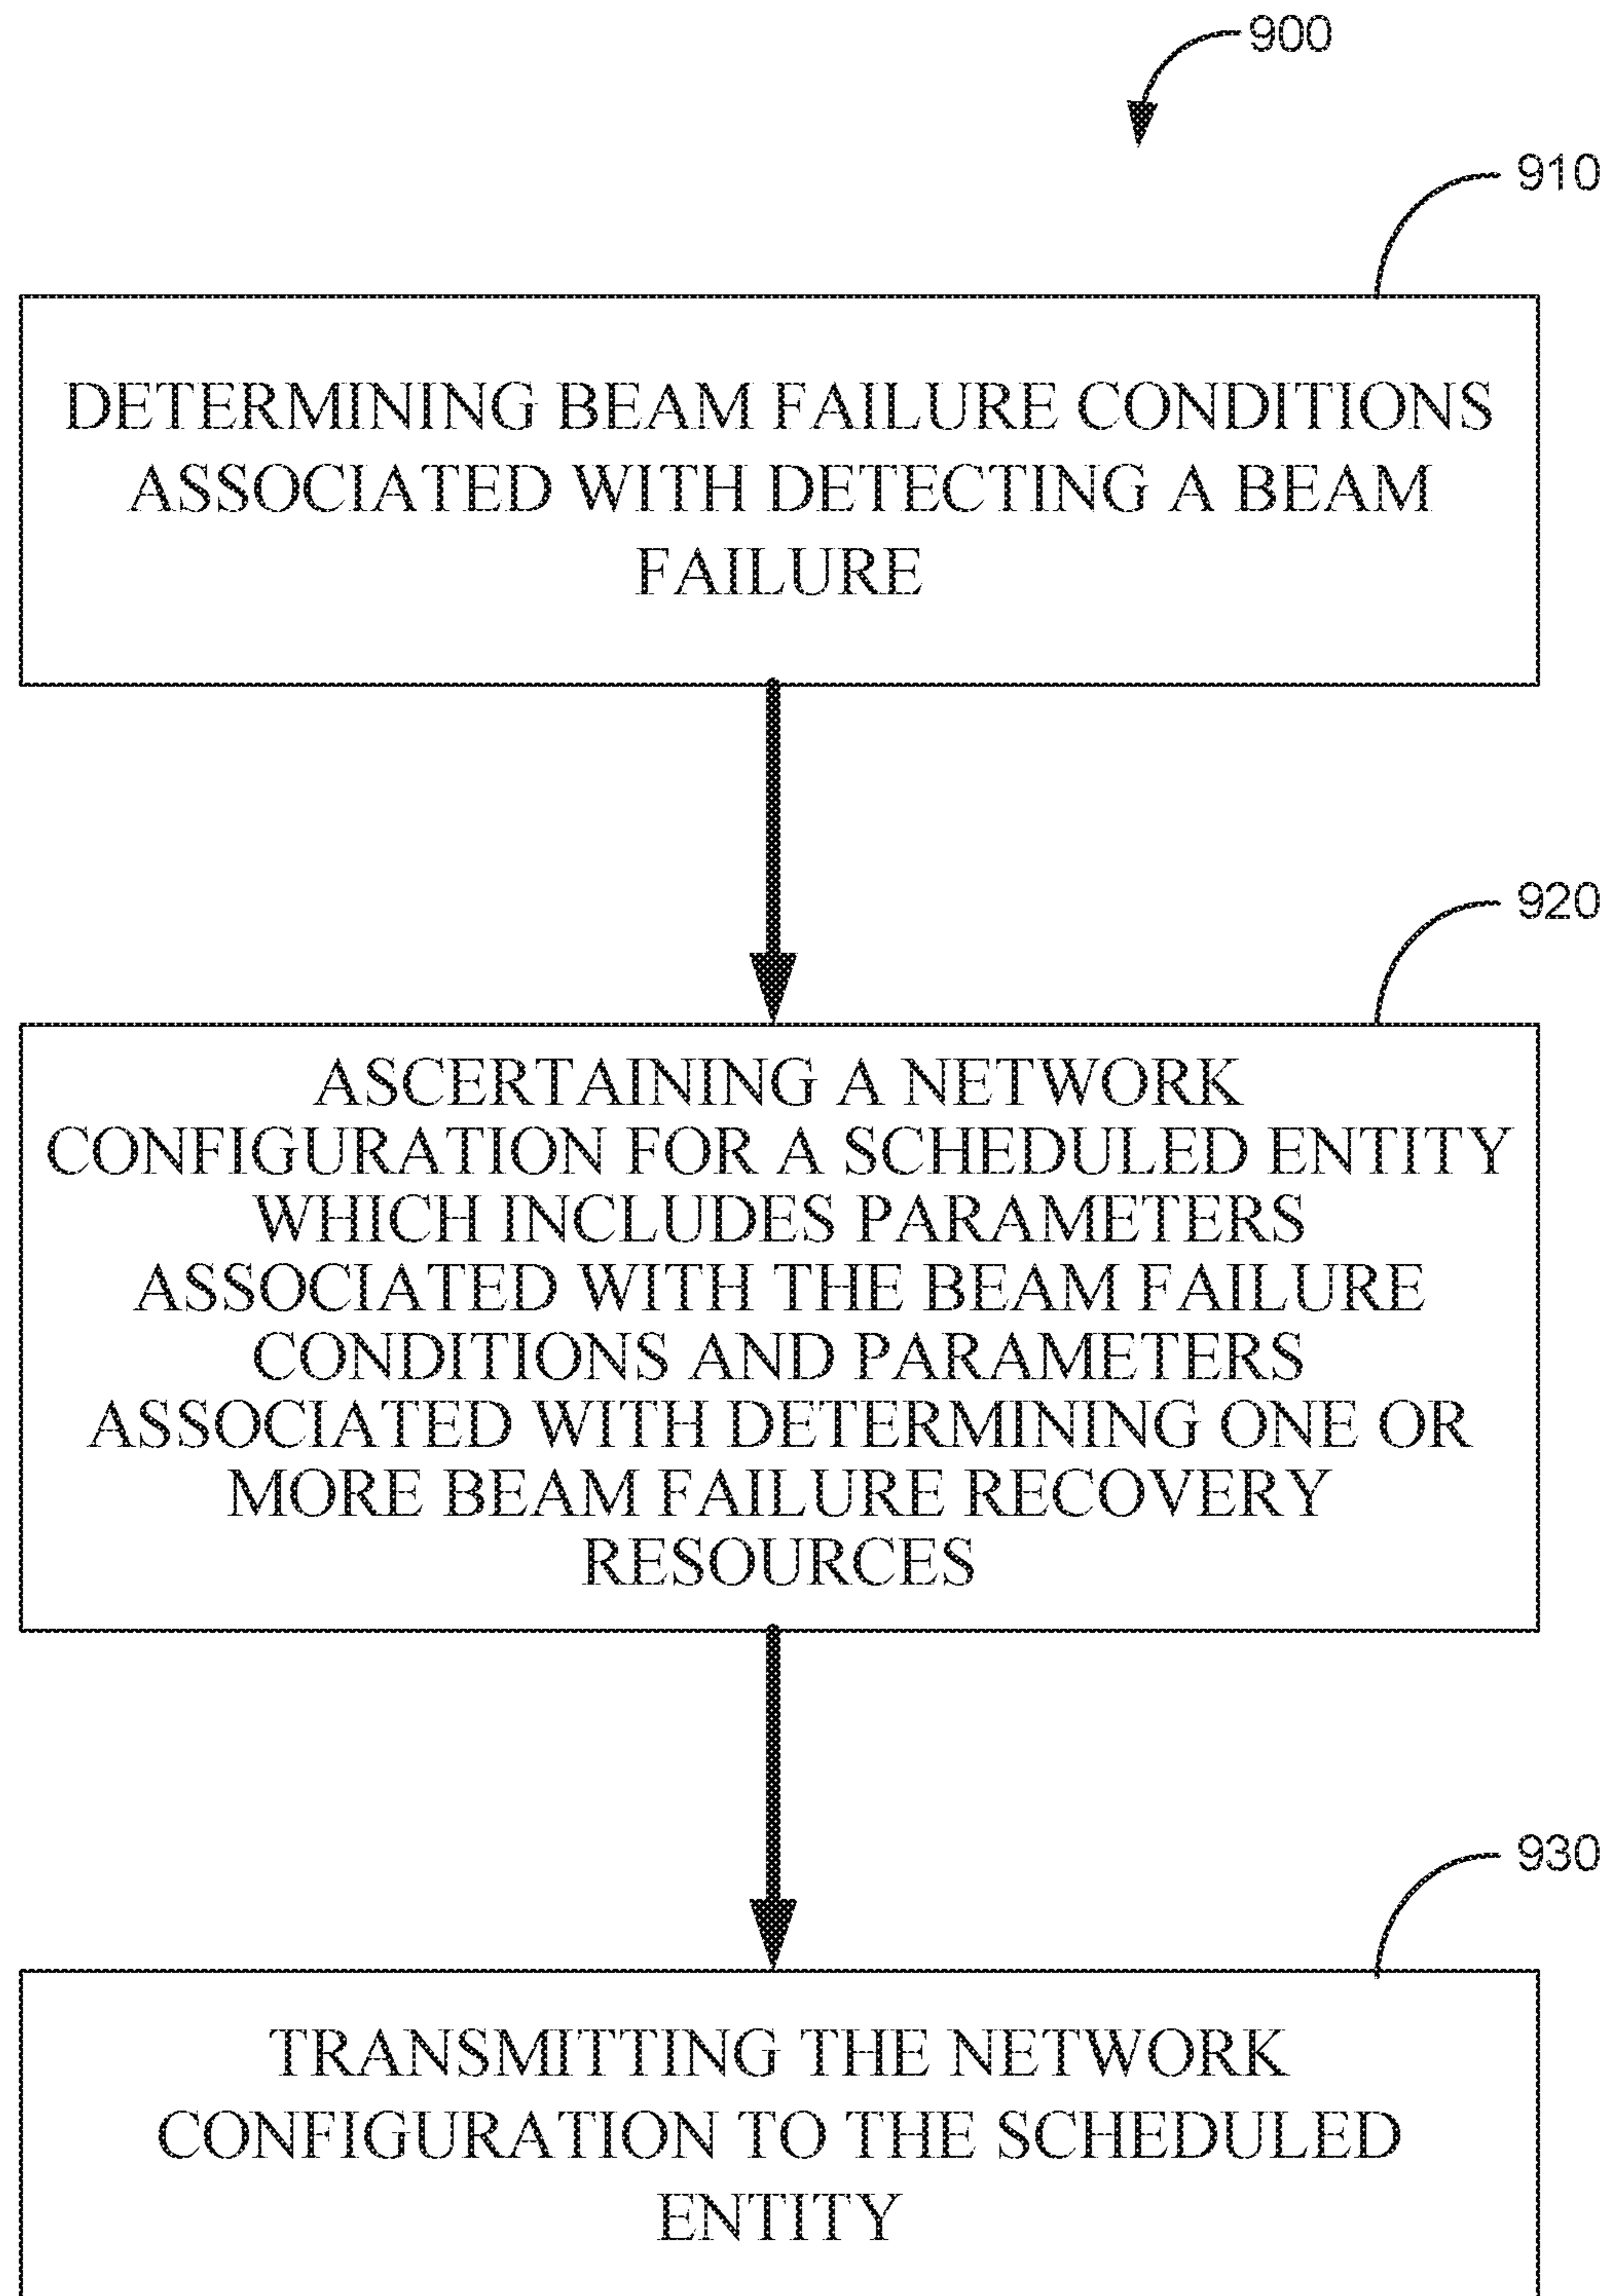 900
910
DETERMINING BEAM FAILURE CONDITIONS
ASSOCIATED WITH DETECTING A BEAM
FAILURE
920
ASCERTAINING A NETWORK
CONFIGURATION FOR A SCHEDULED ENTITY
WHICH INCLUDES PARAMETERS
ASSOCIATED WITH THE BEAM FAILURE
CONDITIONS AND PARAMETERS
ASSOCIATED WITH DETERMINING ONE OR
MORE BEAM FAILURE RECOVERY
RESOURCES
930
TRANSMITTING THE NETWORK
CONFIGURATION TO THE SCHEDULED
ENTITY